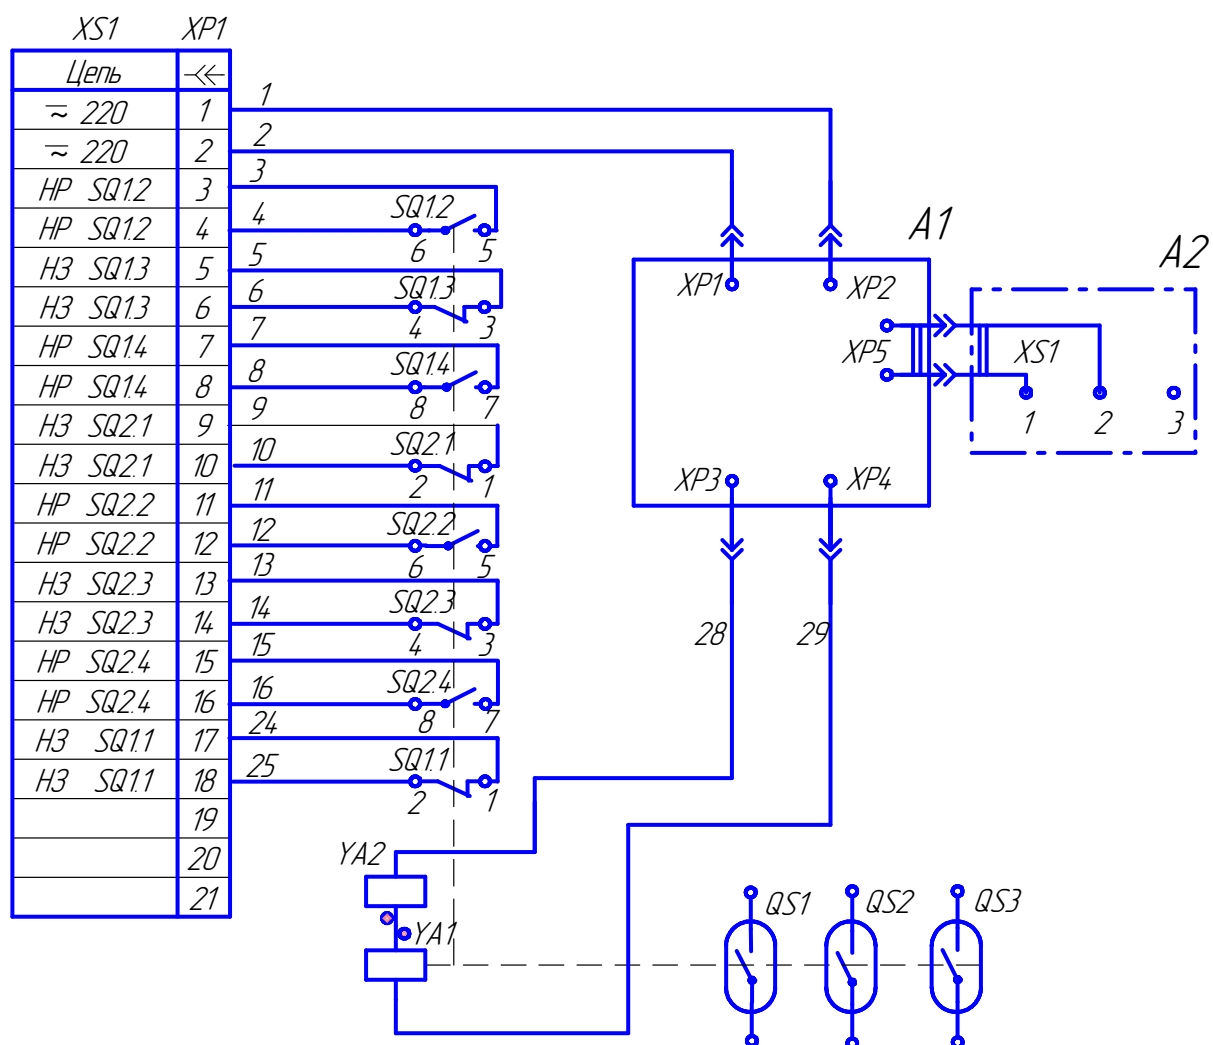 XS1 XP1
Цепь
≂ 220 1 1
≂ 220 2 2
НР SQ1.2 3 3
НР SQ1.2 4 4 SQ1.2 6 5
НЗ SQ1.3 5 5
НЗ SQ1.3 6 6 SQ1.3 4 3
НР SQ1.4 7 7
НР SQ1.4 8 8 SQ1.4 8 7
НЗ SQ2.1 9 9
НЗ SQ2.1 10 10 SQ2.1 2 1
НР SQ2.2 11 11
НР SQ2.2 12 12 SQ2.2 6 5
НЗ SQ2.3 13 13
НЗ SQ2.3 14 14 SQ2.3 4 3
НР SQ2.4 15 15
НР SQ2.4 16 16 SQ2.4 8 7
НЗ SQ1.1 17 24
НЗ SQ1.1 18 25 SQ1.1 2 1
19
20
21
A1
A2
XP1 XP2
XP5 XS1
1 2 3
XP3 XP4
28 29
YA2
YA1
QS1 QS2 QS3